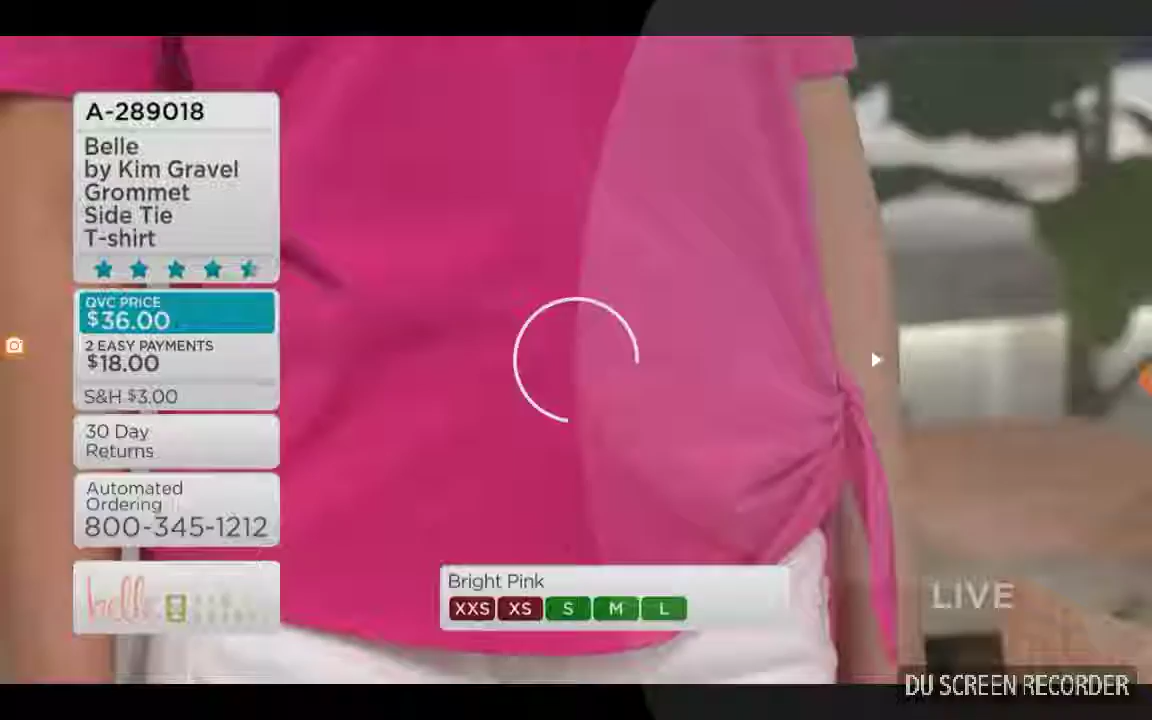 A-289018
Belle
by Kim Gravel
Grommet
Side Tie
T-shirt
QVC PRICE
$36.00
2 EASY PAYMENTS
$18.00
S&H $3.00
30 Day
Returns
Automated
Ordering
800-345-1212
belle
Bright Pink
XXS XS S M L
LIVE
DU SCREEN RECORDER